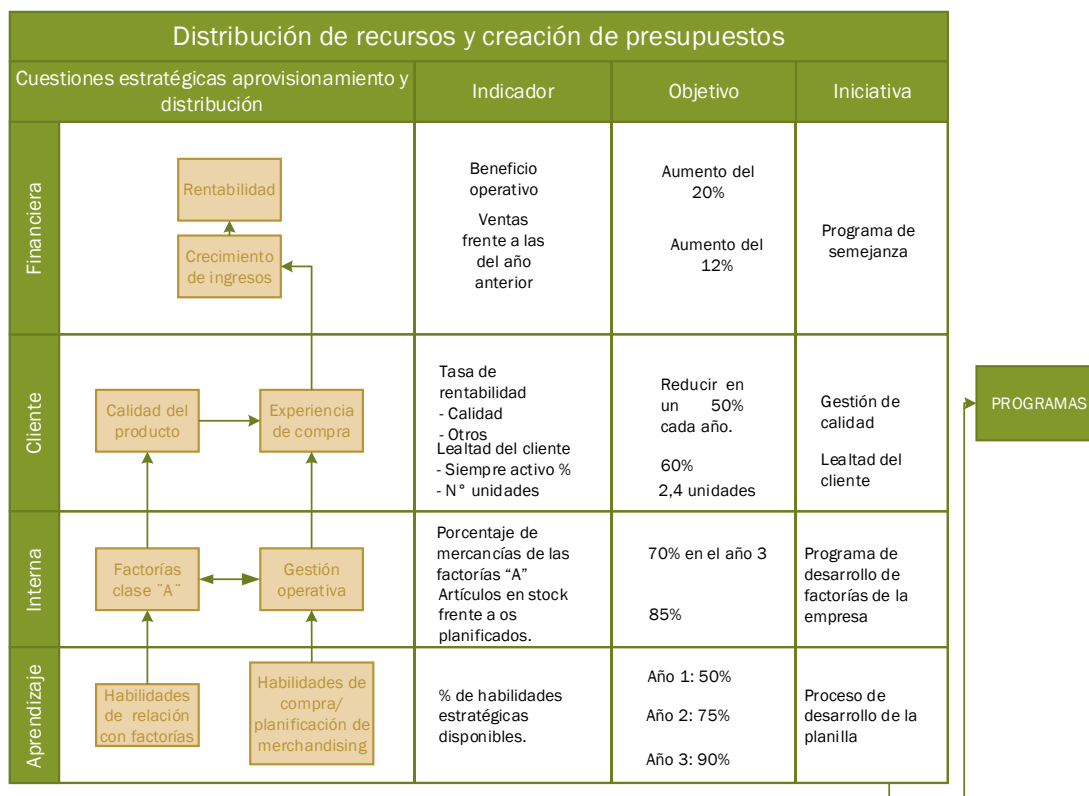 Distribución de recursos y creación de presupuestos
Cuestiones estratégicas aprovisionamiento y
distribución
Indicador
Objetivo
Iniciativa
Financiera
Rentabilidad
Crecimiento
de ingresos
Beneficio
operativo
Ventas
frente a las
del año
anterior
Aumento del
20%
Aumento del
12%
Programa de
semejanza
Cliente
Calidad del
producto
Experiencia
de compra
Tasa de
rentabilidad
- Calidad
- Otros
Lealtad del cliente
- Siempre activo %
- N° unidades
Reducir en
un 50%
cada año.
60%
2,4 unidades
Gestión de
calidad
Lealtad del
cliente
PROGRAMAS
Interna
Factorías
clase ¨A¨
Gestión
operativa
Porcentaje de
mercancías de las
factorías “A”
Artículos en stock
frente a os
planificados.
70% en el año 3
85%
Programa de
desarrollo de
factorías de la
empresa
Aprendizaje
Habilidades
de relación
con factorías
Habilidades de
compra/
planificación de
merchandising
% de habilidades
estratégicas
disponibles.
Año 1: 50%
Año 2: 75%
Año 3: 90%
Proceso de
desarrollo de la
planilla